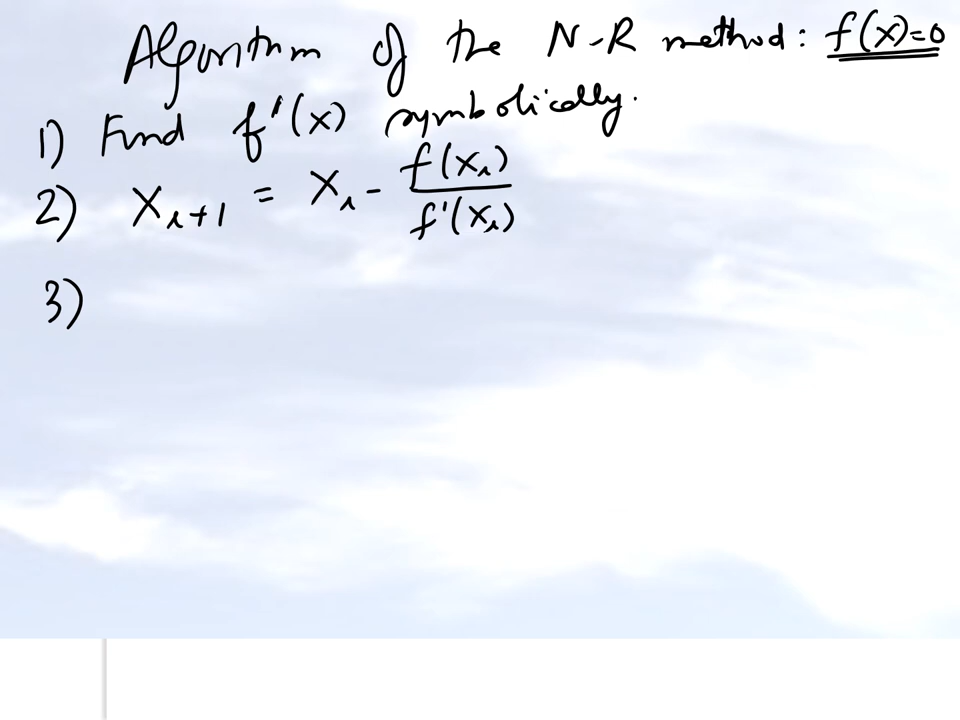 Algorithm of the N-R method: f(x)=0
1) Find f'(x) symbolically.
2) x_{i+1} = x_i - f(x_i)/f'(x_i)
3)